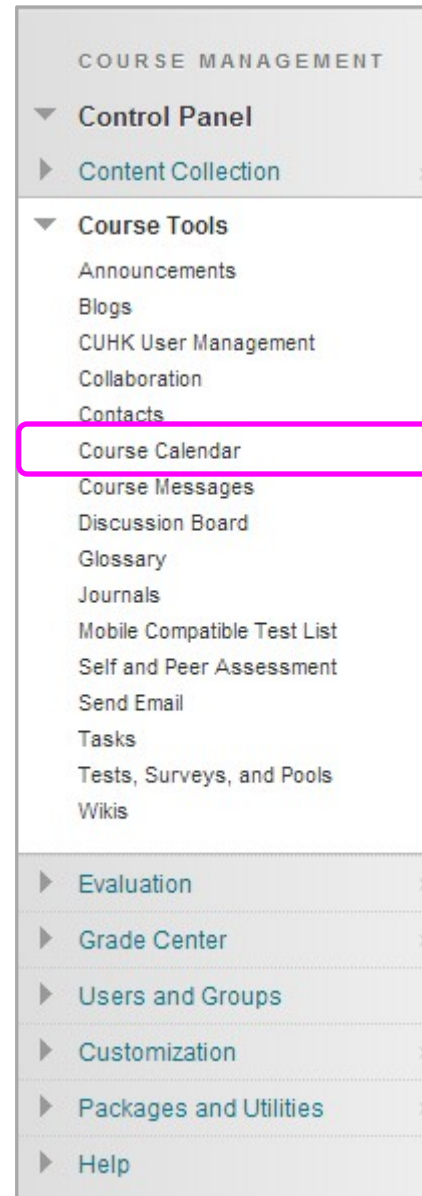 COURSE MANAGEMENT
Control Panel
Content Collection
Course Tools
Announcements
Blogs
CUHK User Management
Collaboration
Contacts
Course Calendar
Course Messages
Discussion Board
Glossary
Journals
Mobile Compatible Test List
Self and Peer Assessment
Send Email
Tasks
Tests, Surveys, and Pools
Wikis
Evaluation
Grade Center
Users and Groups
Customization
Packages and Utilities
Help